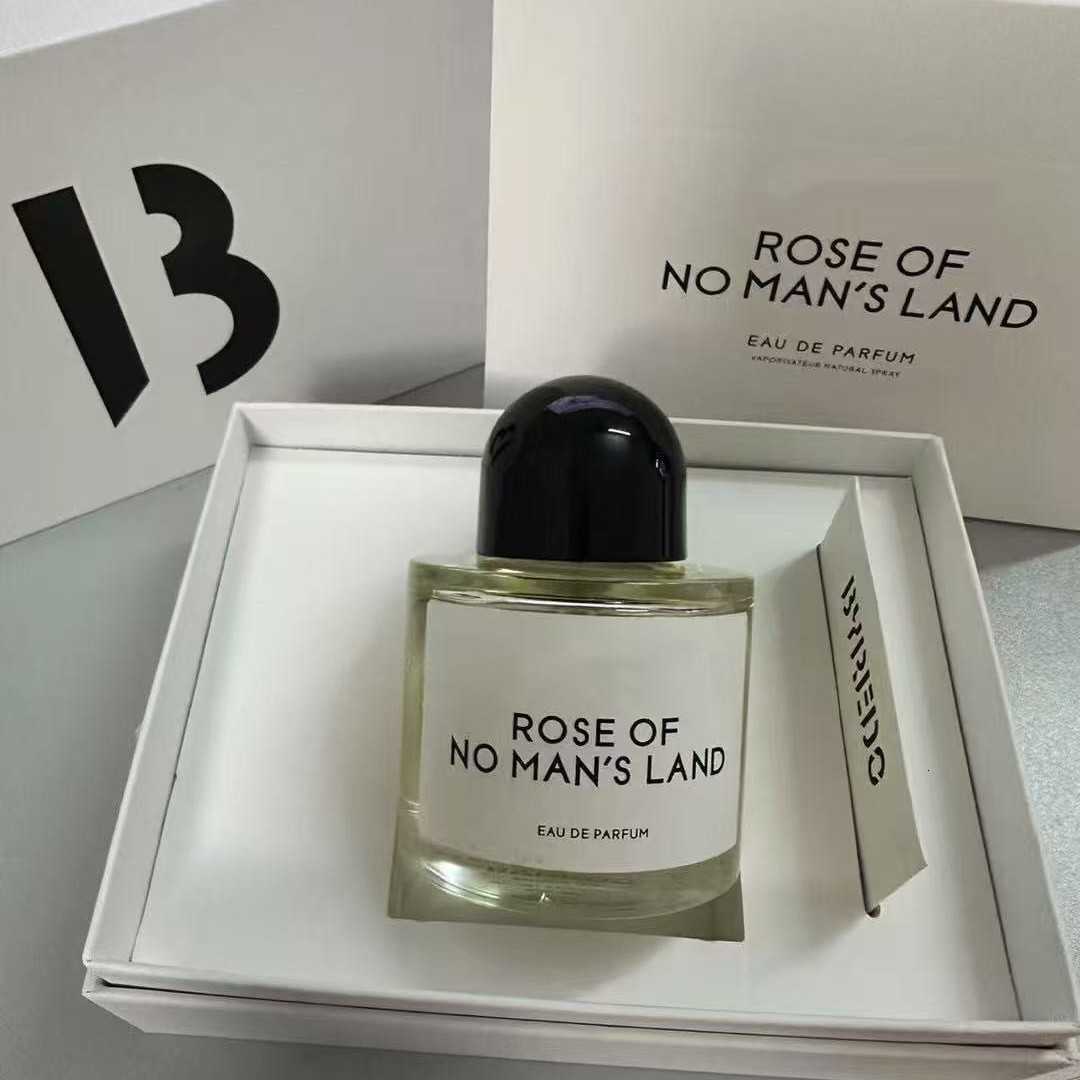 B
ROSE OF
NO MAN'S LAND
EAU DE PARFUM
VAPORISATEUR NATURAL SPRAY
ROSE OF
NO MAN'S LAND
EAU DE PARFUM
BYREDO